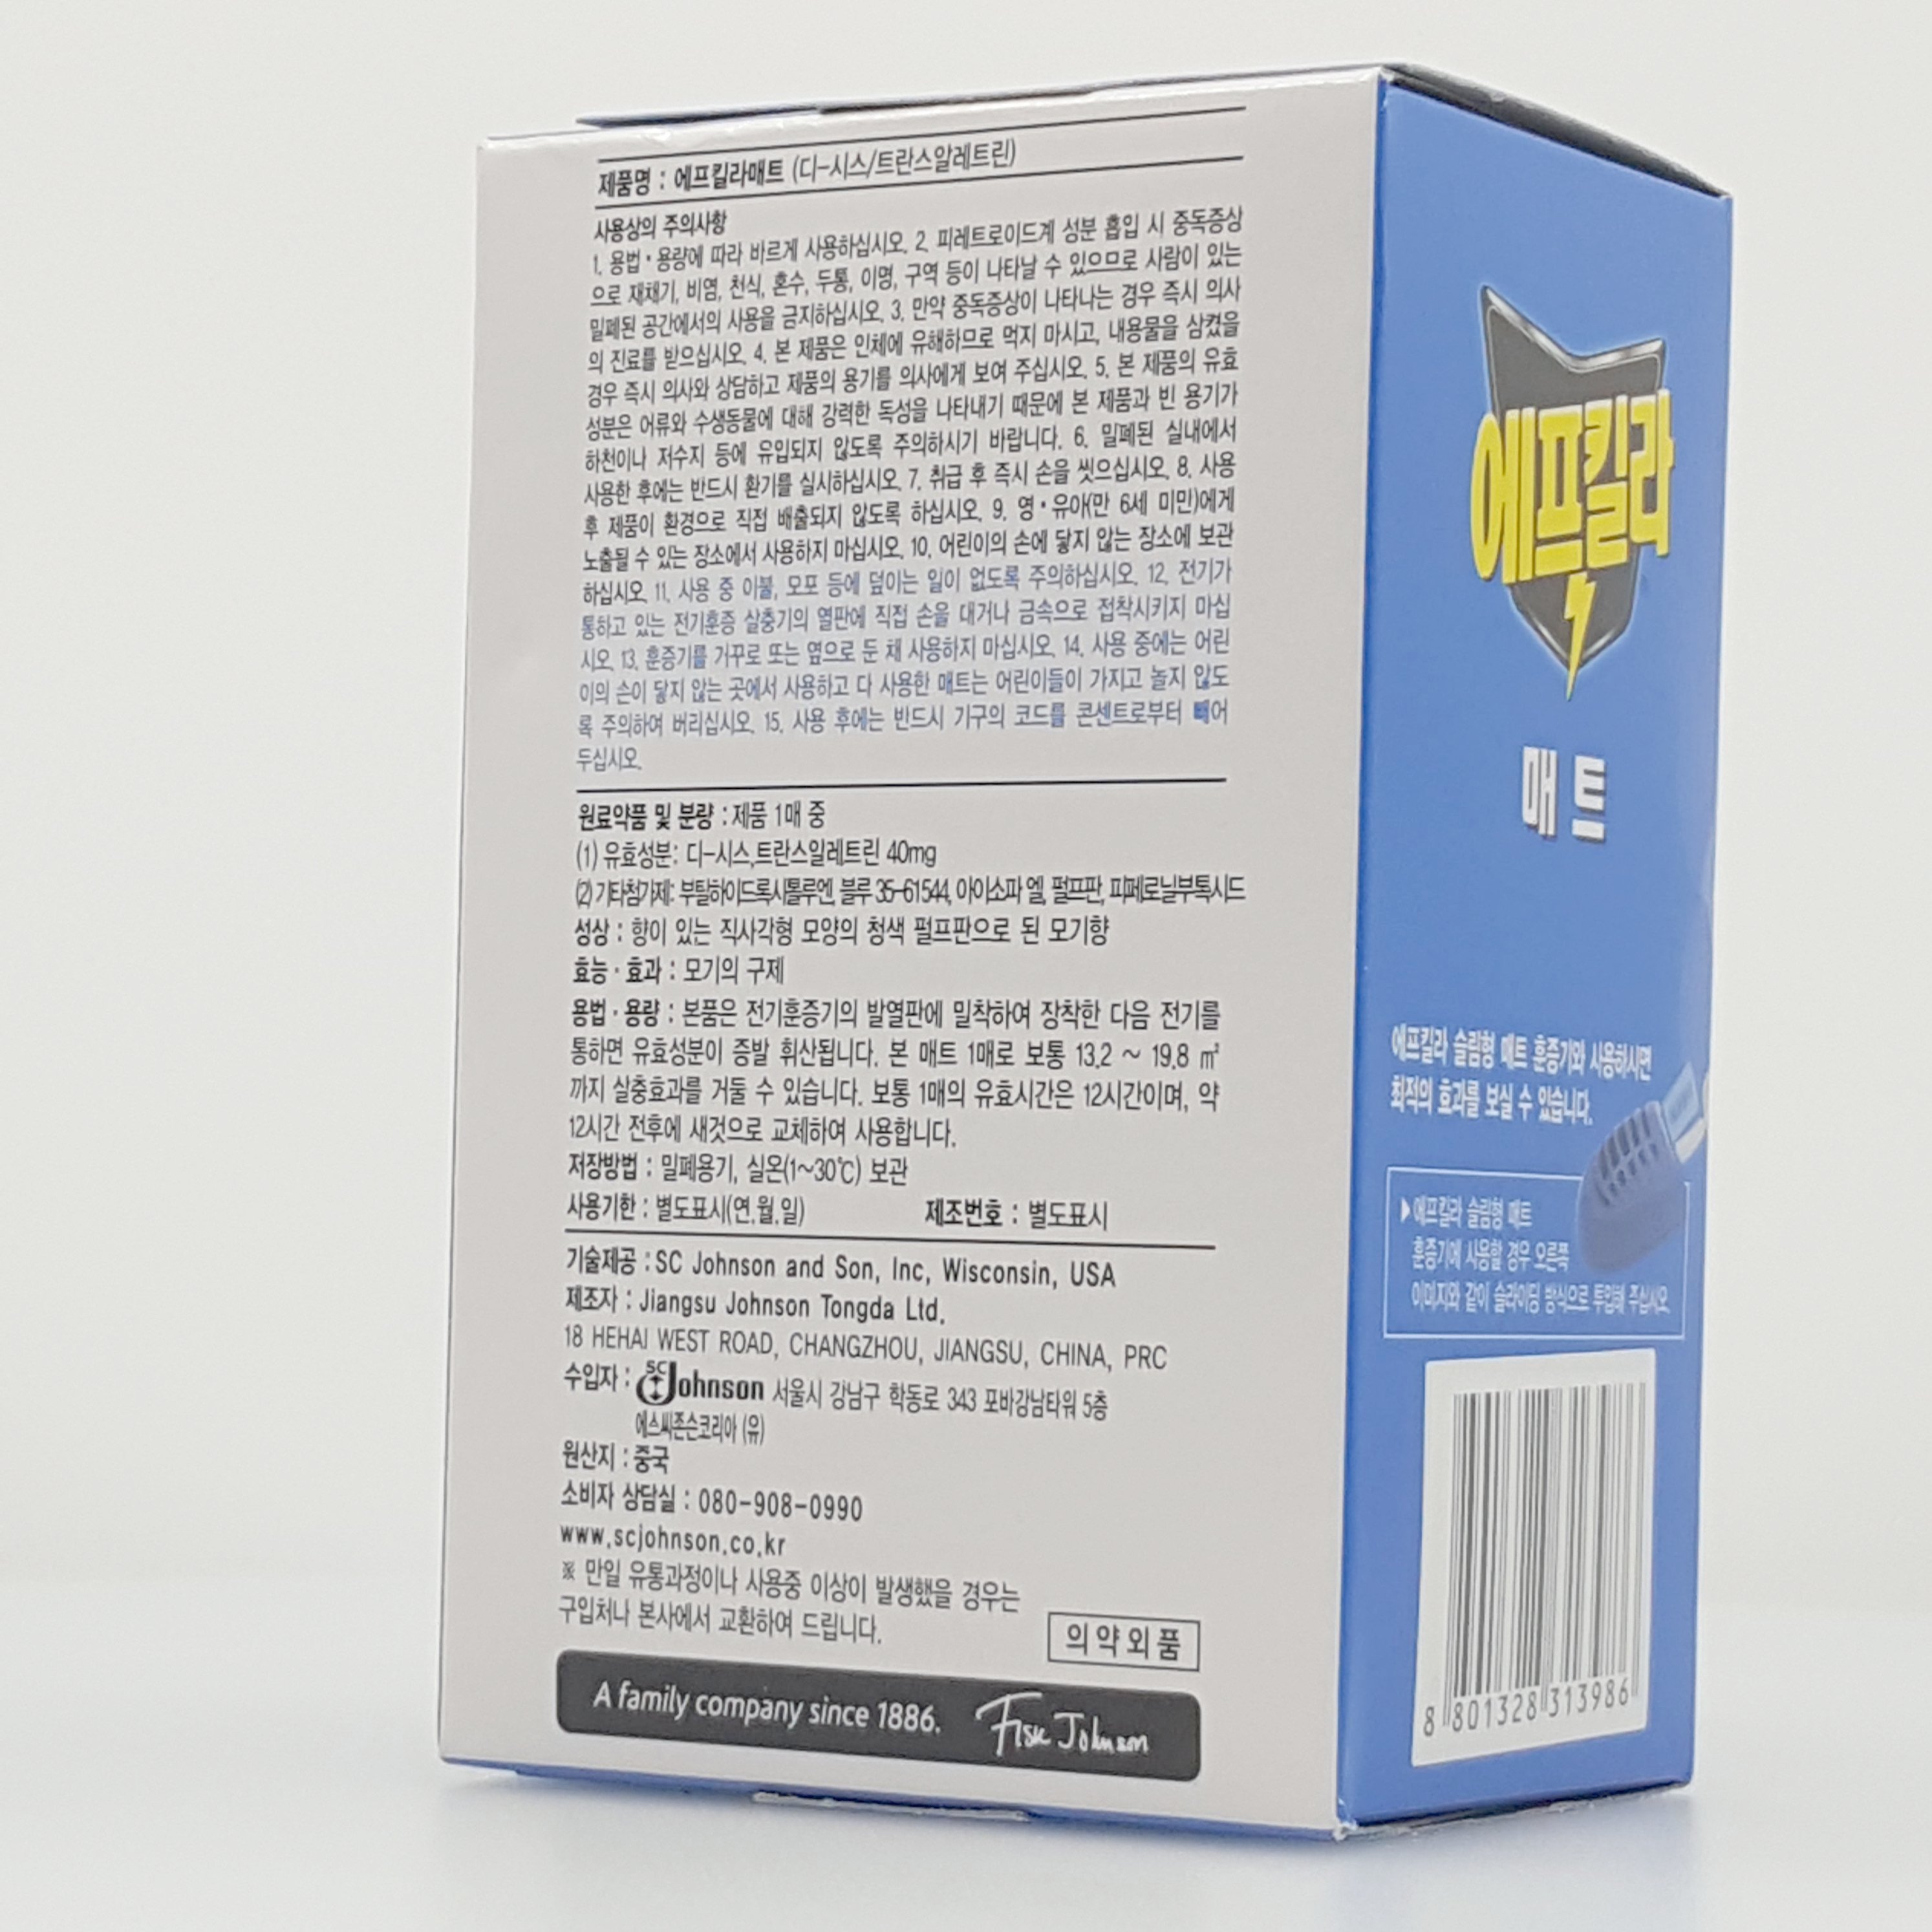 제품명 : 에프킬라매트 (디-시스/트란스알레트린)
사용상의 주의사항
1. 용법·용량에 따라 바르게 사용하십시오. 2. 피레트로이드계 성분 흡입 시 중독증상
으로 재채기, 비염, 천식, 혼수, 두통, 이명, 구역 등이 나타날 수 있으므로 사람이 있는
밀폐된 공간에서의 사용을 금지하십시오. 3. 만약 중독증상이 나타나는 경우 즉시 의사
의 진료를 받으십시오. 4. 본 제품은 인체에 유해하므로 먹지 마시고, 내용물을 삼켰을
경우 즉시 의사와 상담하고 제품의 용기를 의사에게 보여 주십시오. 5. 본 제품의 유효
성분은 어류와 수생동물에 대해 강력한 독성을 나타내기 때문에 본 제품과 빈 용기가
하천이나 저수지 등에 유입되지 않도록 주의하시기 바랍니다. 6. 밀폐된 실내에서
사용한 후에는 반드시 환기를 실시하십시오. 7. 취급 후 즉시 손을 씻으십시오. 8. 사용
후 제품이 환경으로 직접 배출되지 않도록 하십시오. 9. 영·유아(만 6세 미만)에게
노출될 수 있는 장소에서 사용하지 마십시오. 10. 어린이의 손에 닿지 않는 장소에 보관
하십시오. 11. 사용 중 이불, 모포 등에 덮이는 일이 없도록 주의하십시오. 12. 전기가
통하고 있는 전기훈증 살충기의 열판에 직접 손을 대거나 금속으로 접착시키지 마십
시오. 13. 훈증기를 거꾸로 또는 옆으로 둔 채 사용하지 마십시오. 14. 사용 중에는 어린
이의 손이 닿지 않는 곳에서 사용하고 다 사용한 매트는 어린이들이 가지고 놀지 않도
록 주의하여 버리십시오. 15. 사용 후에는 반드시 기구의 코드를 콘센트로부터 빼어
두십시오.
원료약품 및 분량 : 제품 1매 중
(1) 유효성분: 디-시스,트란스일레트린 40mg
(2) 기타첨가제: 부탈하이드록시톨루엔, 블루 35-61544, 아이소파 엘, 펄프판, 피페로닐부톡시드
성상 : 향이 있는 직사각형 모양의 청색 펄프판으로 된 모기향
효능·효과 : 모기의 구제
용법·용량 : 본품은 전기훈증기의 발열판에 밀착하여 장착한 다음 전기를
통하면 유효성분이 증발 휘산됩니다. 본 매트 1매로 보통 13.2 ~ 19.8 ㎡
까지 살충효과를 거둘 수 있습니다. 보통 1매의 유효시간은 12시간이며, 약
12시간 전후에 새것으로 교체하여 사용합니다.
저장방법 : 밀폐용기, 실온(1~30℃) 보관
사용기한 : 별도표시(연.월.일) 제조번호 : 별도표시
기술제공 : SC Johnson and Son, Inc, Wisconsin, USA
제조자 : Jiangsu Johnson Tongda Ltd.
18 HEHAI WEST ROAD, CHANGZHOU, JIANGSU, CHINA, PRC
수입자 : SC Johnson 서울시 강남구 학동로 343 포바강남타워 5층
에스씨존슨코리아 (유)
원산지 : 중국
소비자 상담실 : 080-908-0990
www.scjohnson.co.kr
※ 만일 유통과정이나 사용중 이상이 발생했을 경우는
구입처나 본사에서 교환하여 드립니다.
의약외품
A family company since 1886. Fisk Johnson
에프킬라
매트
에프킬라 슬림형 매트 훈증기와 사용하시면
최적의 효과를 보실 수 있습니다.
▶에프킬라 슬림형 매트
훈증기에 사용할 경우 오른쪽
이미지와 같이 슬라이딩 방식으로 투입해 주십시오.
8 801328 313986